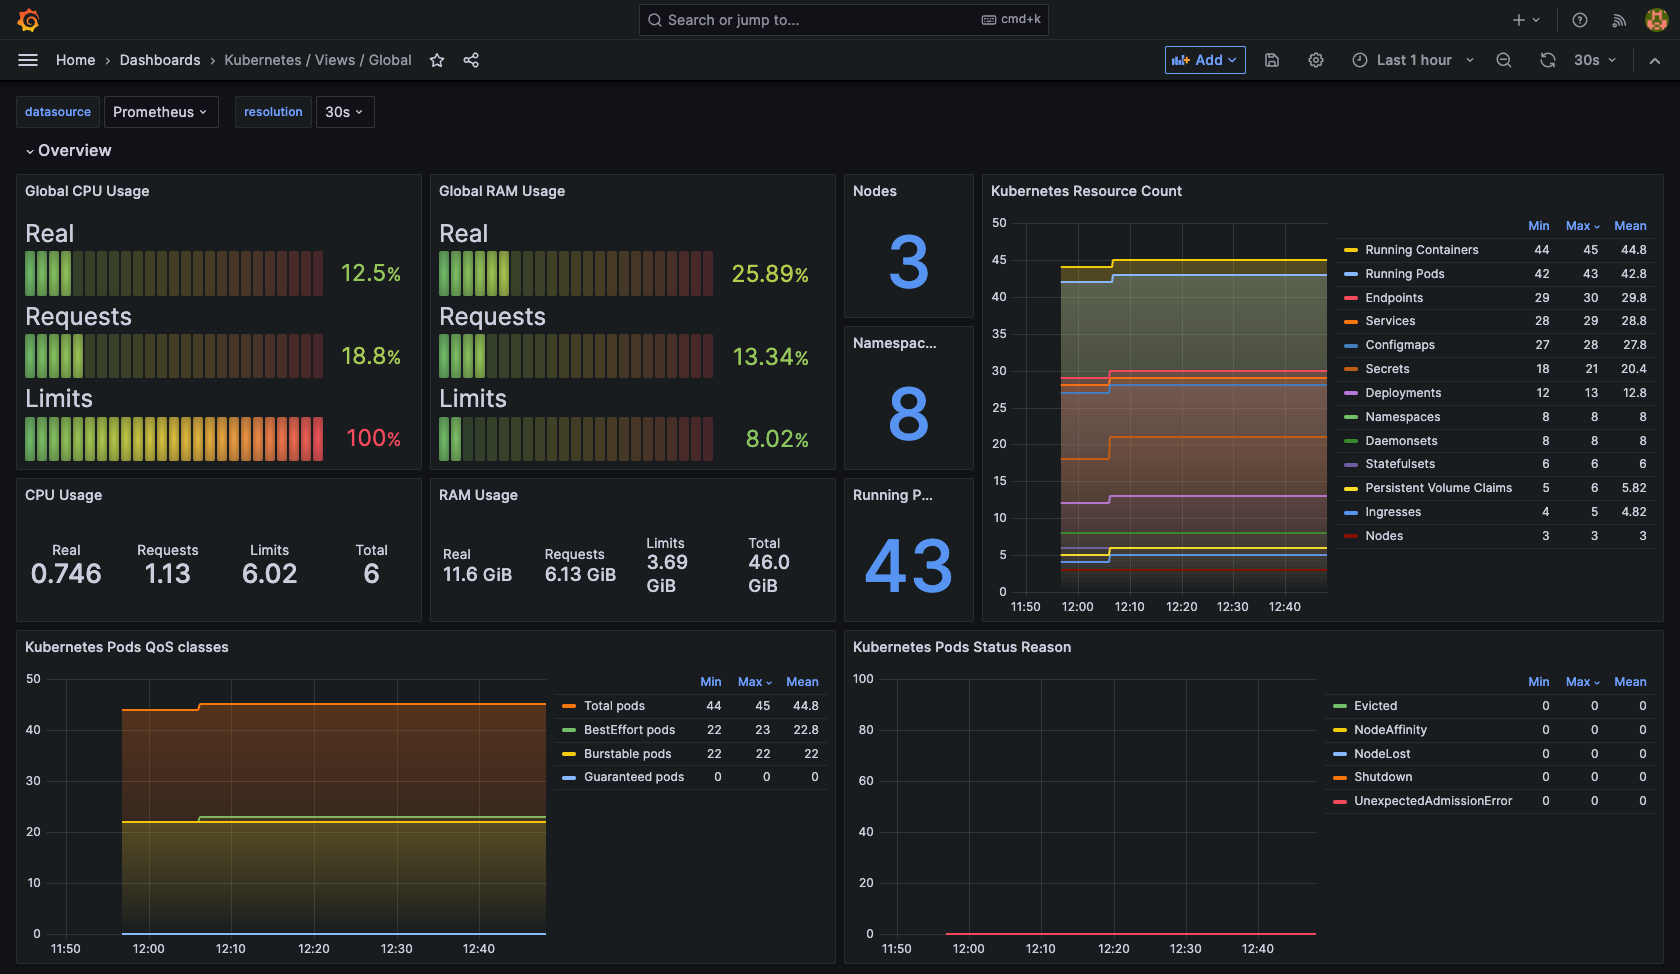 Search or jump to...
cmd+k
Home › Dashboards › Kubernetes / Views / Global
Add
Last 1 hour
30s
datasource
Prometheus
resolution
30s
Overview
Global CPU Usage
Real
12.5%
Requests
18.8%
Limits
100%
Global RAM Usage
Real
25.89%
Requests
13.34%
Limits
8.02%
Nodes
3
Namespac...
8
CPU Usage
Real Requests Limits Total
0.746 1.13 6.02 6
RAM Usage
Real
11.6 GiB
Requests
6.13 GiB
Limits
3.69
GiB
Total
46.0
GiB
Running P...
43
Kubernetes Resource Count
50
45
40
35
30
25
20
15
10
5
0
11:50 12:00 12:10 12:20 12:30 12:40
Min Max Mean
Running Containers 44 45 44.8
Running Pods 42 43 42.8
Endpoints 29 30 29.8
Services 28 29 28.8
Configmaps 27 28 27.8
Secrets 18 21 20.4
Deployments 12 13 12.8
Namespaces 8 8 8
Daemonsets 8 8 8
Statefulsets 6 6 6
Persistent Volume Claims 5 6 5.82
Ingresses 4 5 4.82
Nodes 3 3 3
Kubernetes Pods QoS classes
50
40
30
20
10
0
11:50 12:00 12:10 12:20 12:30 12:40
Min Max Mean
Total pods 44 45 44.8
BestEffort pods 22 23 22.8
Burstable pods 22 22 22
Guaranteed pods 0 0 0
Kubernetes Pods Status Reason
100
80
60
40
20
0
11:50 12:00 12:10 12:20 12:30 12:40
Min Max Mean
Evicted 0 0 0
NodeAffinity 0 0 0
NodeLost 0 0 0
Shutdown 0 0 0
UnexpectedAdmissionError 0 0 0